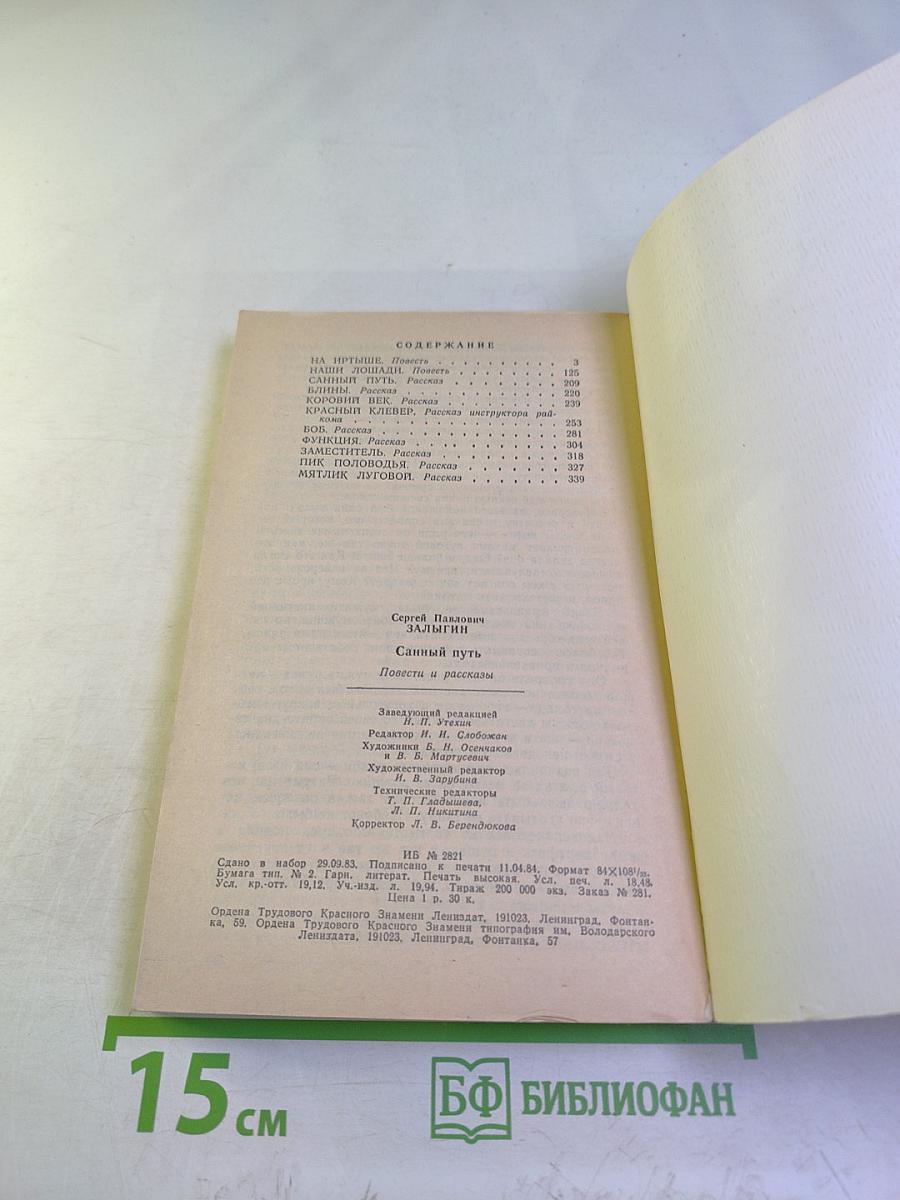 СОДЕРЖАНИЕ
НА ИРТЫШЕ. Повесть . . . . . . . . . . . 3
НАШИ ЛОШАДИ. Повесть . . . . . . . . . 125
САННЫЙ ПУТЬ. Рассказ . . . . . . . . . 209
БЛИНЫ. Рассказ . . . . . . . . . . . . 220
КОРОВИЙ ВЕК. Рассказ . . . . . . . . . 239
КРАСНЫЙ КЛЕВЕР. Рассказ инструктора рай-
кома . . . . . . . . . . . . . . . 253
БОБ. Рассказ . . . . . . . . . . . . . 281
ФУНКЦИЯ. Рассказ . . . . . . . . . . . 304
ЗАМЕСТИТЕЛЬ. Рассказ . . . . . . . . . 318
ПИК ПОЛОВОДЬЯ. Рассказ . . . . . . . 327
МЯТЛИК ЛУГОВОЙ. Рассказ . . . . . . . 339
Сергей Павлович
ЗАЛЫГИН
Санный путь
Повести и рассказы
Заведующий редакцией
Н. П. Утехин
Редактор И. И. Слобожан
Художники Б. Н. Осенчаков
и В. Б. Мартусевич
Художественный редактор
И. В. Зарубина
Технические редакторы
Т. П. Гладышева,
Л. П. Никитина
Корректор Л. В. Берендюкова
ИБ № 2821
Сдано в набор 29.09.83. Подписано к печати 11.04.84. Формат 84×108 1/32.
Бумага тип. № 2. Гарн. литерат. Печать высокая. Усл. печ. л. 18,48.
Усл. кр.-отт. 19,12. Уч.-изд. л. 19,94. Тираж 200 000 экз. Заказ № 281.
Цена 1 р. 30 к.
Ордена Трудового Красного Знамени Лениздат, 191023, Ленинград, Фонтан-
ка, 59. Ордена Трудового Красного Знамени типография им. Володарского
Лениздата, 191023, Ленинград, Фонтанка, 57
15 см
БФ БИБЛИОФАН